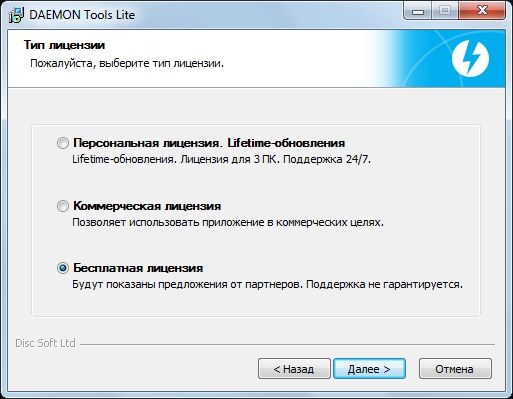 DAEMON Tools Lite
Тип лицензии
Пожалуйста, выберите тип лицензии.
Персональная лицензия. Lifetime-обновления
Lifetime-обновления. Лицензия для 3 ПК. Поддержка 24/7.
Коммерческая лицензия
Позволяет использовать приложение в коммерческих целях.
Бесплатная лицензия
Будут показаны предложения от партнеров. Поддержка не гарантируется.
Disc Soft Ltd
< Назад
Далее >
Отмена